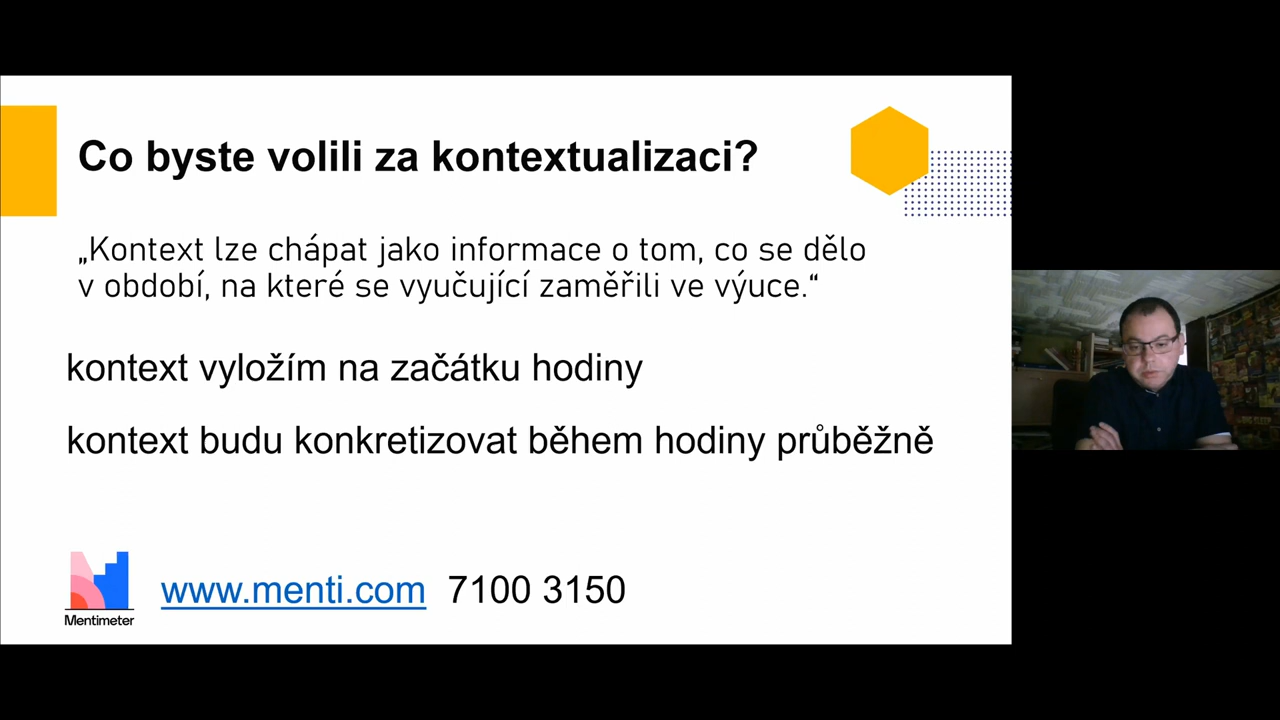 Co byste volili za kontextualizaci?
„Kontext lze chápat jako informace o tom, co se dělo
v období, na které se vyučující zaměřili ve výuce.“
kontext vyložím na začátku hodiny
kontext budu konkretizovat během hodiny průběžně
Mentimeter
www.menti.com 7100 3150